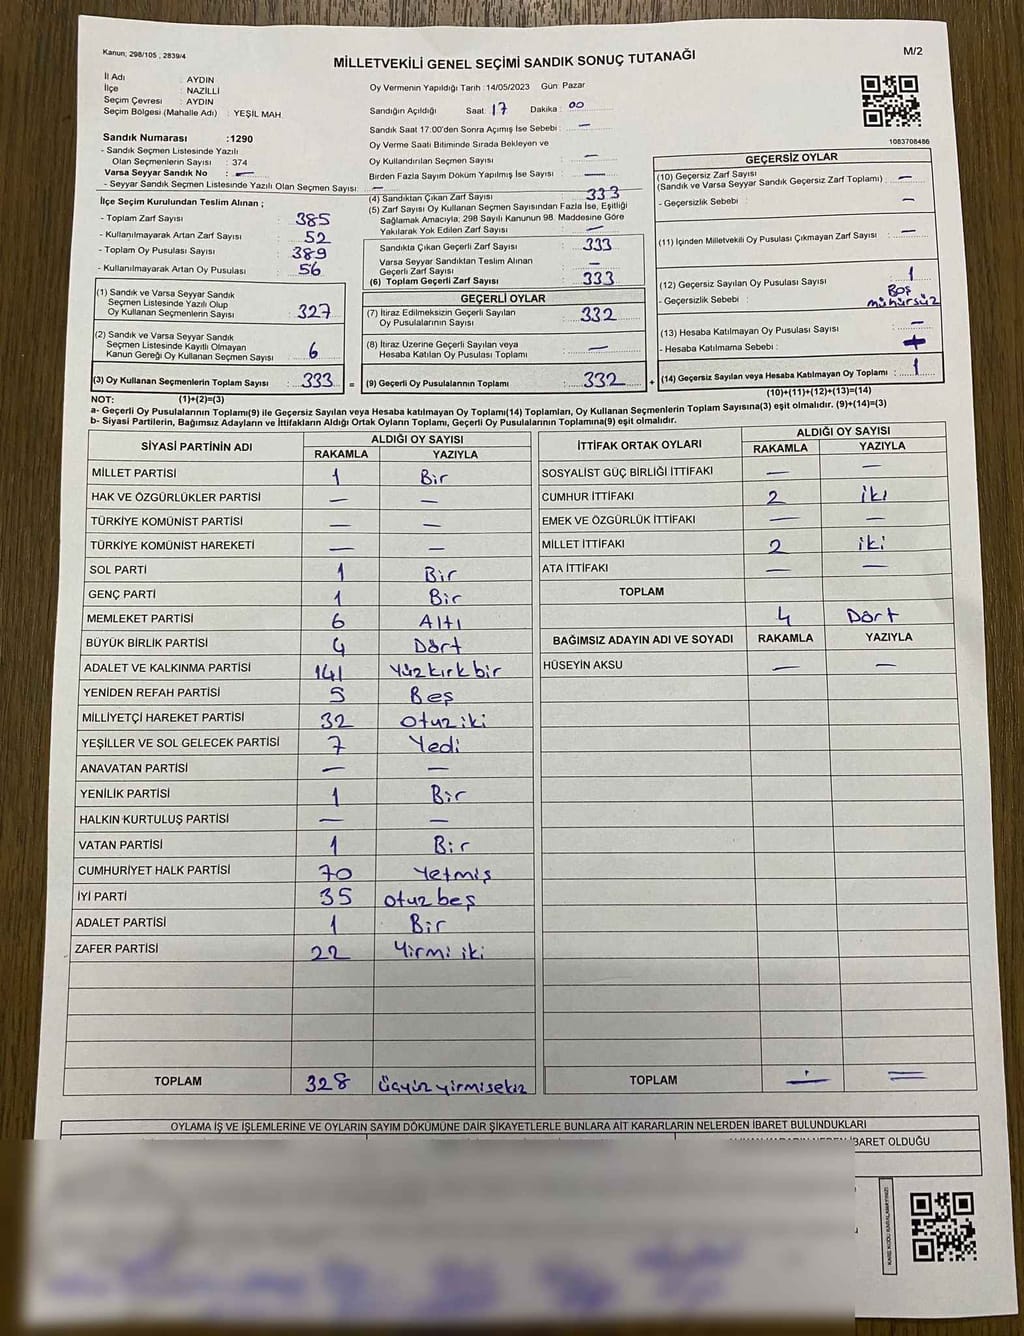 Kanun; 298/105 , 2839/4
MİLLETVEKİLİ GENEL SEÇİMİ SANDIK SONUÇ TUTANAĞI
M/2
İl Adı : AYDIN
İlçe : NAZİLLİ
Seçim Çevresi : AYDIN
Seçim Bölgesi (Mahalle Adı) : YEŞİL MAH.
Sandık Numarası :1290
- Sandık Seçmen Listesinde Yazılı
Olan Seçmenlerin Sayısı : 374
Varsa Seyyar Sandık No : —
- Seyyar Sandık Seçmen Listesinde Yazılı Olan Seçmen Sayısı: —
Oy Vermenin Yapıldığı Tarih :14/05/2023 Gün: Pazar
Sandığın Açıldığı Saat: 17 Dakika : 00
Sandık Saat 17:00'den Sonra Açımış İse Sebebi : —
Oy Verme Saati Bitiminde Sırada Bekleyen ve
Oy Kullandırılan Seçmen Sayısı : —
Birden Fazla Sayım Döküm Yapılmış İse Sayısı : —
1083708486
İlçe Seçim Kurulundan Teslim Alınan ;
- Toplam Zarf Sayısı : 385
- Kullanılmayarak Artan Zarf Sayısı : 52
- Toplam Oy Pusulası Sayısı : 389
- Kullanılmayarak Artan Oy Pusulası : 56
(1) Sandık ve Varsa Seyyar Sandık
Seçmen Listesinde Yazılı Olup
Oy Kullanan Seçmenlerin Sayısı : 327
(2) Sandık ve Varsa Seyyar Sandık
Seçmen Listesinde Kayıtlı Olmayan
Kanun Gereği Oy Kullanan Seçmen Sayısı : 6
(3) Oy Kullanan Seçmenlerin Toplam Sayısı : 333 =
(4) Sandıktan Çıkan Zarf Sayısı : 333
(5) Zarf Sayısı Oy Kullanan Seçmen Sayısından Fazla İse, Eşitliği
Sağlamak Amacıyla; 298 Sayılı Kanunun 98. Maddesine Göre
Yakılarak Yok Edilen Zarf Sayısı : —
Sandıkta Çıkan Geçerli Zarf Sayısı : 333
Varsa Seyyar Sandıktan Teslim Alınan
Geçerli Zarf Sayısı : —
(6) Toplam Geçerli Zarf Sayısı : 333
GEÇERLİ OYLAR
(7) İtiraz Edilmeksizin Geçerli Sayılan
Oy Pusulalarının Sayısı : 332
(8) İtiraz Üzerine Geçerli Sayılan veya
Hesaba Katılan Oy Pusulası Toplamı : —
(9) Geçerli Oy Pusulalarının Toplamı : 332 +
GEÇERSİZ OYLAR
(10) Geçersiz Zarf Sayısı : —
(Sandık ve Varsa Seyyar Sandık Geçersiz Zarf Toplamı)
- Geçersizlik Sebebi : —
(11) İçinden Milletvekili Oy Pusulası Çıkmayan Zarf Sayısı : —
(12) Geçersiz Sayılan Oy Pusulası Sayısı : 1
- Geçersizlik Sebebi : Boş mühürsüz
(13) Hesaba Katılmayan Oy Pusulası Sayısı : —
- Hesaba Katılmama Sebebi :
(14) Geçersiz Sayılan veya Hesaba Katılmayan Oy Toplamı : 1
(10)+(11)+(12)+(13)=(14)
NOT: (1)+(2)=(3)
a- Geçerli Oy Pusulalarının Toplamı(9) ile Geçersiz Sayılan veya Hesaba katılmayan Oy Toplamı(14) Toplamları, Oy Kullanan Seçmenlerin Toplam Sayısına(3) eşit olmalıdır. (9)+(14)=(3)
b- Siyasi Partilerin, Bağımsız Adayların ve İttifakların Aldığı Ortak Oyların Toplamı, Geçerli Oy Pusulalarının Toplamına(9) eşit olmalıdır.
SİYASİ PARTİNİN ADI ALDIĞI OY SAYISI
RAKAMLA YAZIYLA
MİLLET PARTİSİ 1 Bir
HAK VE ÖZGÜRLÜKLER PARTİSİ — —
TÜRKİYE KOMÜNİST PARTİSİ — —
TÜRKİYE KOMÜNİST HAREKETİ — —
SOL PARTİ 1 Bir
GENÇ PARTİ 1 Bir
MEMLEKET PARTİSİ 6 Altı
BÜYÜK BİRLİK PARTİSİ 4 Dört
ADALET VE KALKINMA PARTİSİ 141 Yüz kırk bir
YENİDEN REFAH PARTİSİ 5 Beş
MİLLİYETÇİ HAREKET PARTİSİ 32 otuz iki
YEŞİLLER VE SOL GELECEK PARTİSİ 7 Yedi
ANAVATAN PARTİSİ — —
YENİLİK PARTİSİ 1 Bir
HALKIN KURTULUŞ PARTİSİ — —
VATAN PARTİSİ 1 Bir
CUMHURİYET HALK PARTİSİ 70 Yetmiş
İYİ PARTİ 35 otuz beş
ADALET PARTİSİ 1 Bir
ZAFER PARTİSİ 22 Yirmi iki
TOPLAM 328 üçyüz yirmi sekiz
İTTİFAK ORTAK OYLARI ALDIĞI OY SAYISI
RAKAMLA YAZIYLA
SOSYALİST GÜÇ BİRLİĞİ İTTİFAKI — —
CUMHUR İTTİFAKI 2 iki
EMEK VE ÖZGÜRLÜK İTTİFAKI — —
MİLLET İTTİFAKI 2 iki
ATA İTTİFAKI — —
TOPLAM
4 Dört
BAĞIMSIZ ADAYIN ADI VE SOYADI RAKAMLA YAZIYLA
HÜSEYİN AKSU — —
TOPLAM
OYLAMA İŞ VE İŞLEMLERİNE VE OYLARIN SAYIM DÖKÜMÜNE DAİR ŞİKAYETLERLE BUNLARA AİT KARARLARIN NELERDEN İBARET BULUNDUKLARI
İBARET OLDUĞU